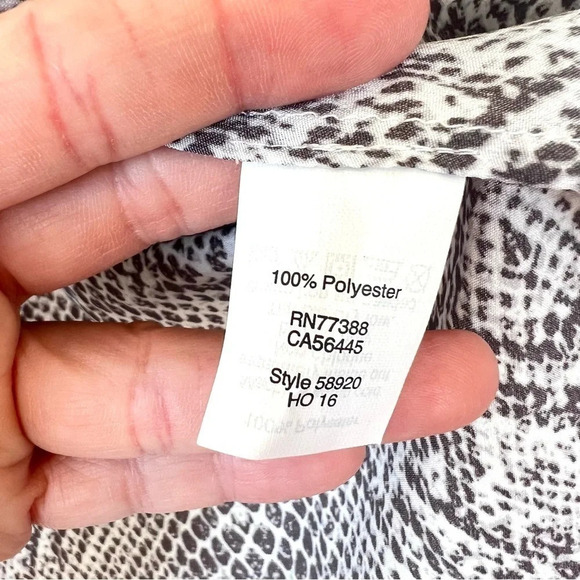 100% Polyester
RN77388
CA56445
Style 58920
HO 16